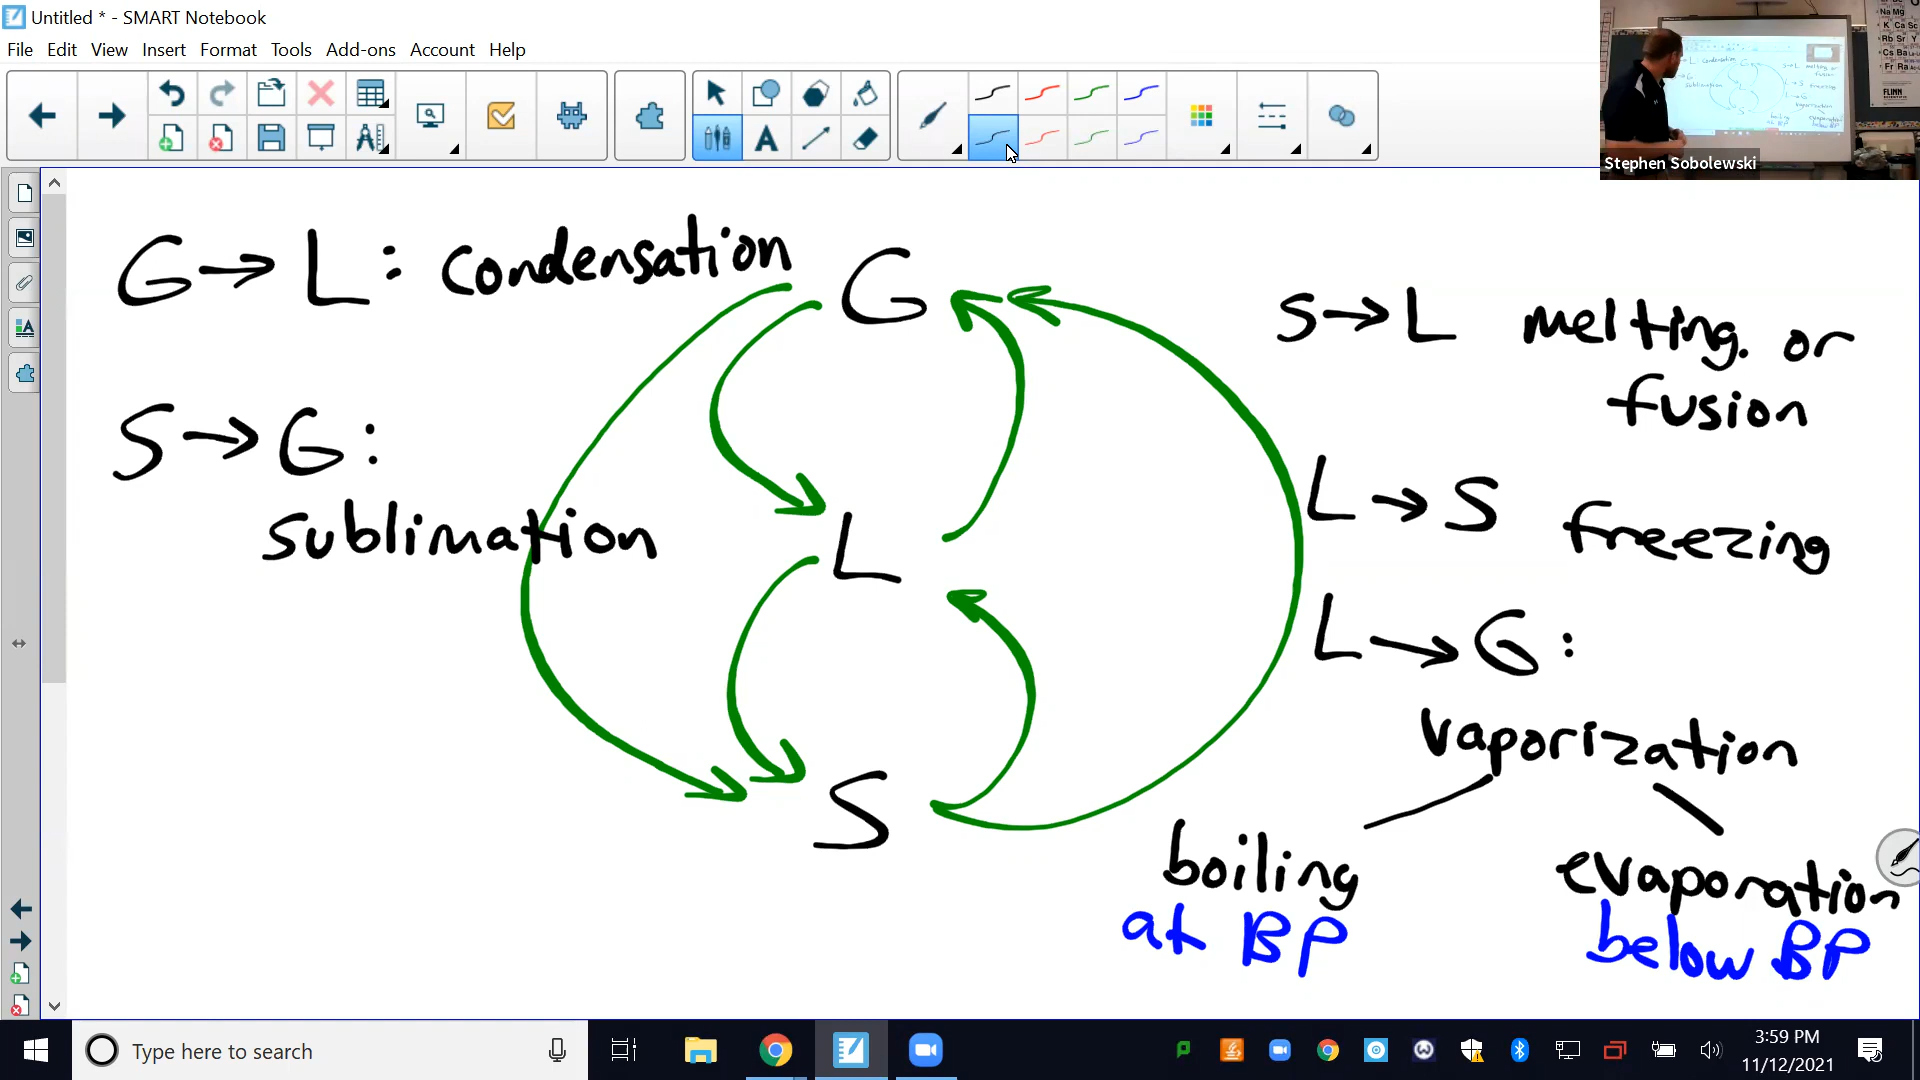 Untitled * - SMART Notebook
File Edit View Insert Format Tools Add-ons Account Help
Stephen Sobolewski
G→L: condensation
S→G:
sublimation
G
L
S
S→L melting. or
fusion
L→S freezing
L→G:
vaporization
boiling
at BP
evaporation
below BP
Type here to search
3:59 PM
11/12/2021